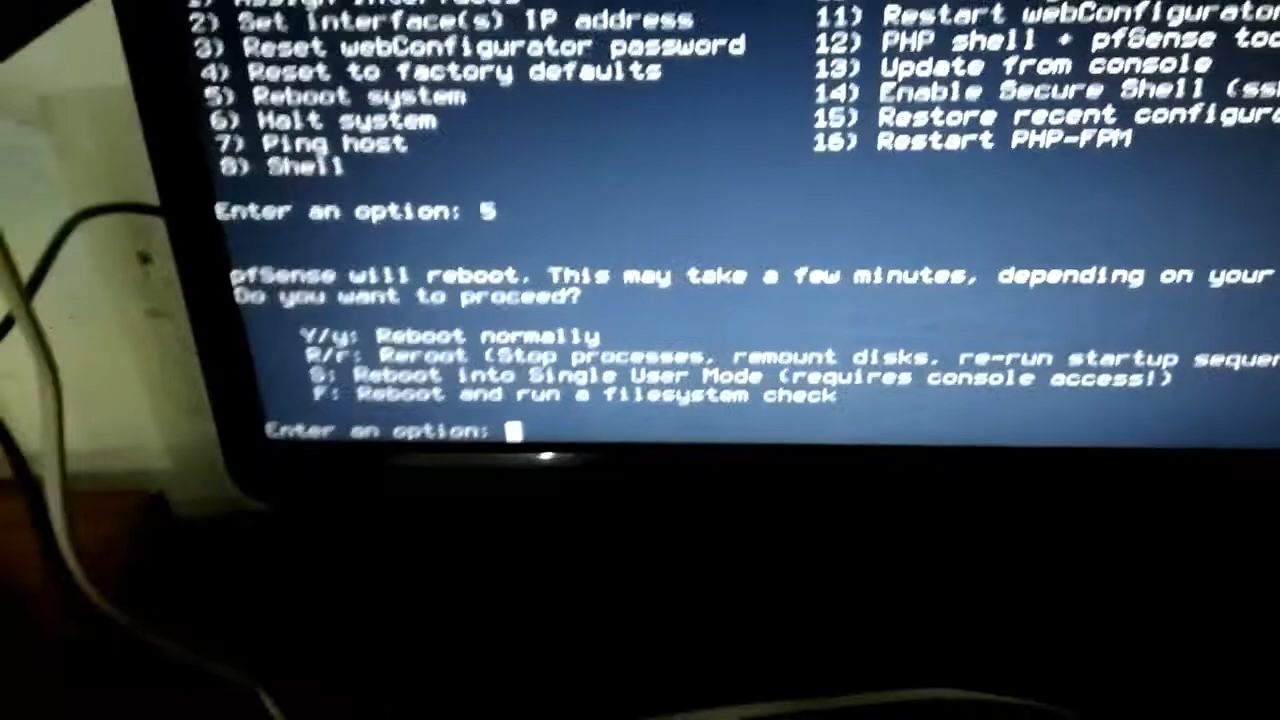 2) Set Interface(s) IP address
11) Restart webConfigurator
3) Reset webConfigurator password
12) PHP shell + pfSense
4) Reset to factory defaults
13) Update from console
5) Reboot system
14) Enable Secure Shell
6) Halt system
15) Restore recent
7) Ping host
16) Restart PHP-FPM
8) Shell
Enter an option: 5
pfSense will reboot. This may take a few minutes, depending on your
Do you want to proceed?
Y/y: Reboot normally
R/r: Reroot (Stop processes, remount disks, re-run startup
S: Reboot into Single User Mode (requires console access!)
F: Reboot and run a filesystem check
Enter an option: